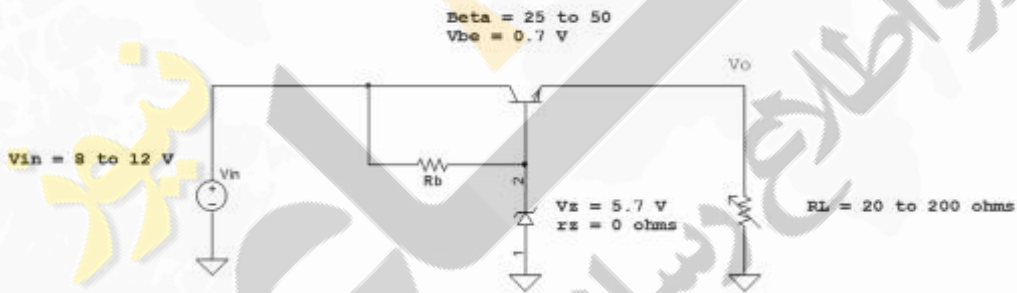 Beta = 25 to 50
Vbe = 0.7 V
Vo
Vin = 8 to 12 V
Vin
Rb
2
Vz = 5.7 V
rz = 0 ohms
RL = 20 to 200 ohms
1